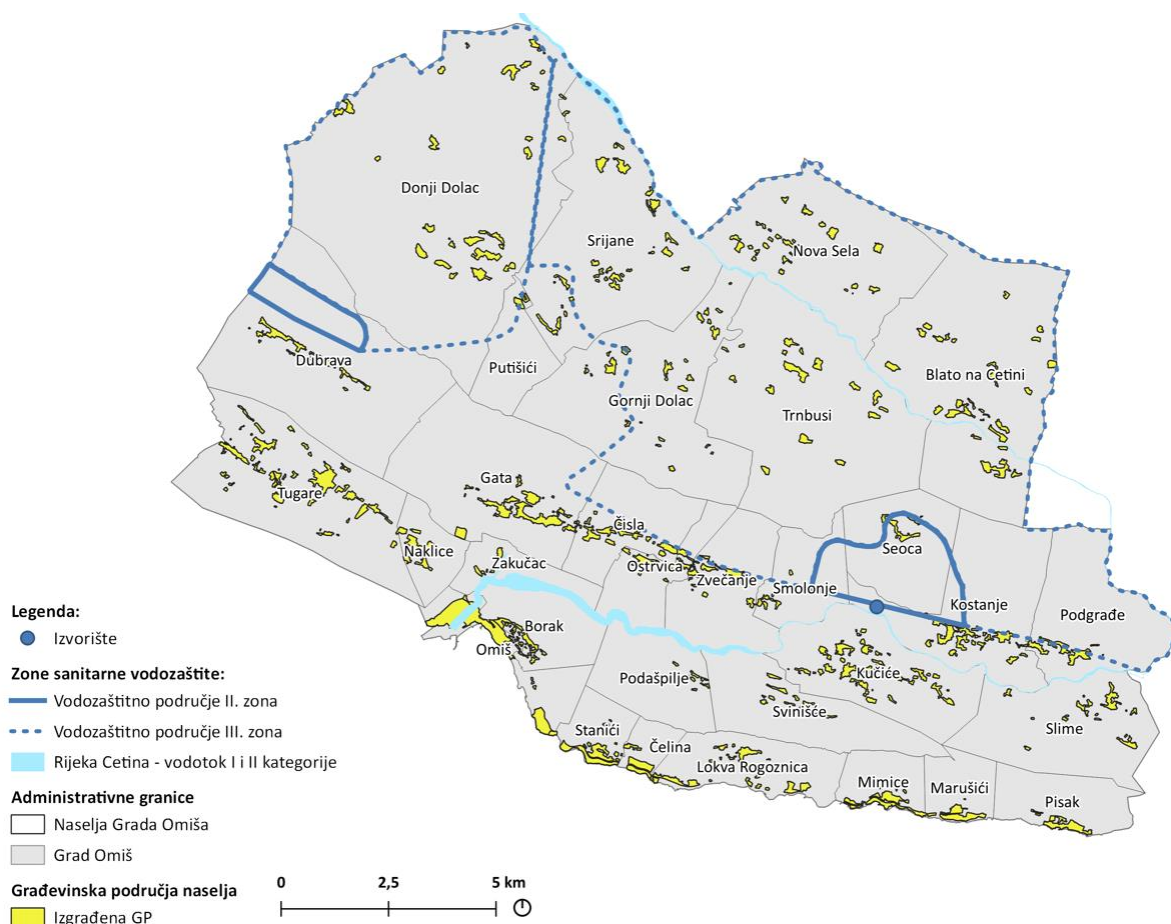 Donji Dolac
Srijane
Nova Sela
Dubrava
Putišići
Blato na Cetini
Gornji Dolac
Trnbusi
Gata
Tugare
Čisla
Naklice
Zakučac
Ostrvica
Zvečanje
Seoca
Smolonje
Kostanje
Podgrađe
Borak
Omiš
Podašpilje
Kučiće
Svinišće
Slime
Stanići
Čelina
Lokva Rogoznica
Mimice
Marušići
Pisak
Legenda:
Izvorište
Zone sanitarne vodozaštite:
Vodozaštitno područje II. zona
Vodozaštitno područje III. zona
Rijeka Cetina - vodotok I i II kategorije
Administrativne granice
Naselja Grada Omiša
Grad Omiš
Građevinska područja naselja
Izgrađena GP
0 2,5 5 km